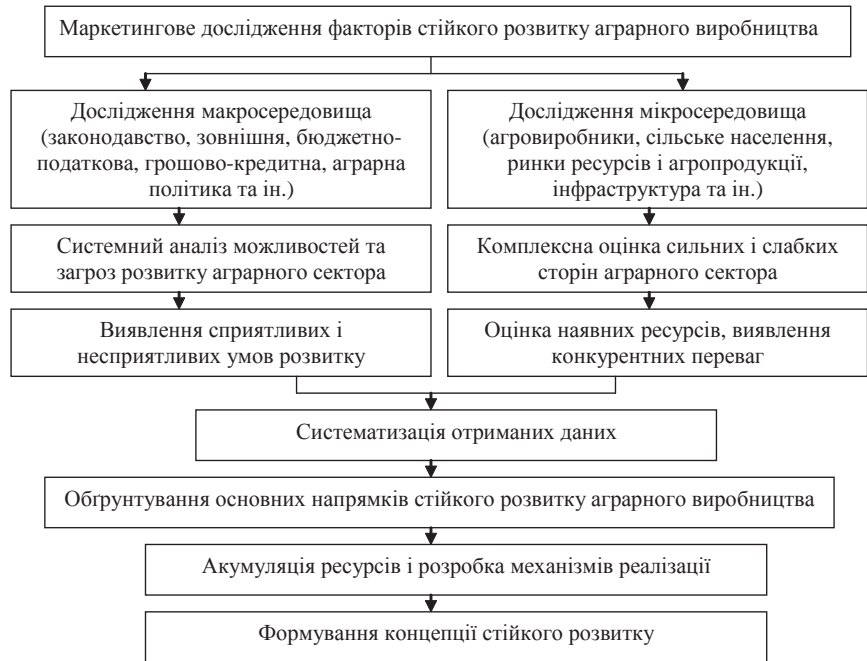 Маркетингове дослідження факторів стійкого розвитку аграрного виробництва
Дослідження макросередовища
(законодавство, зовнішня, бюджетно-
податкова, грошово-кредитна, аграрна
політика та ін.)
Дослідження мікросередовища
(агровиробники, сільське населення,
ринки ресурсів і агропродукції,
інфраструктура та ін.)
Системний аналіз можливостей та
загроз розвитку аграрного сектора
Комплексна оцінка сильних і слабких
сторін аграрного сектора
Виявлення сприятливих і
несприятливих умов розвитку
Оцінка наявних ресурсів, виявлення
конкурентних переваг
Систематизація отриманих даних
Обґрунтування основних напрямків стійкого розвитку аграрного виробництва
Акумуляція ресурсів і розробка механізмів реалізації
Формування концепції стійкого розвитку